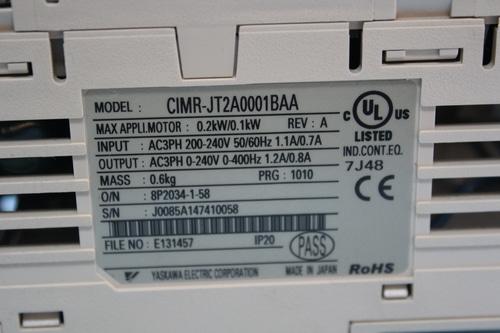 MODEL : CIMR-JT2A0001BAA
MAX APPLI.MOTOR : 0.2kW/0.1kW REV : A
INPUT : AC3PH 200-240V 50/60Hz 1.1A/0.7A
OUTPUT : AC3PH 0-240V 0-400Hz 1.2A/0.8A
MASS : 0.6kg PRG : 1010
O/N : 8P2034-1-58
S/N : J0085A147410058
FILE NO : E131457 IP20 PASS
YASKAWA ELECTRIC CORPORATION MADE IN JAPAN
C UL US
LISTED
IND.CONT.EQ.
7J48
CE
RoHS